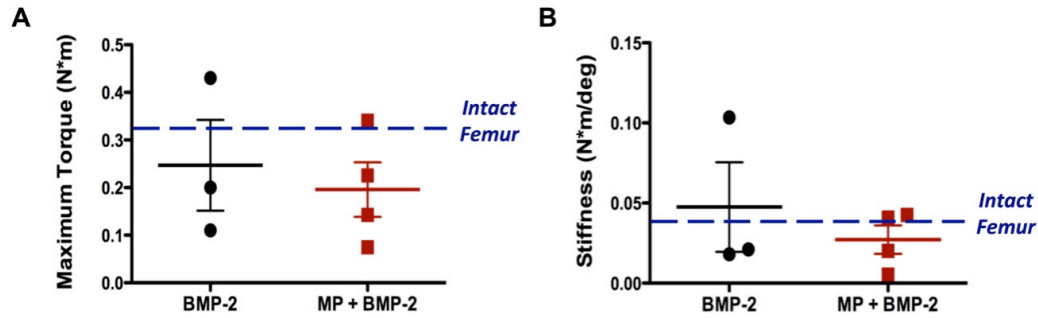 A
Maximum Torque (N*m)
0.5
0.4
0.3
0.2
0.1
0.0
Intact
Femur
BMP-2
MP + BMP-2
B
Stiffness (N*m/deg)
0.15
0.10
0.05
0.00
Intact
Femur
BMP-2
MP + BMP-2